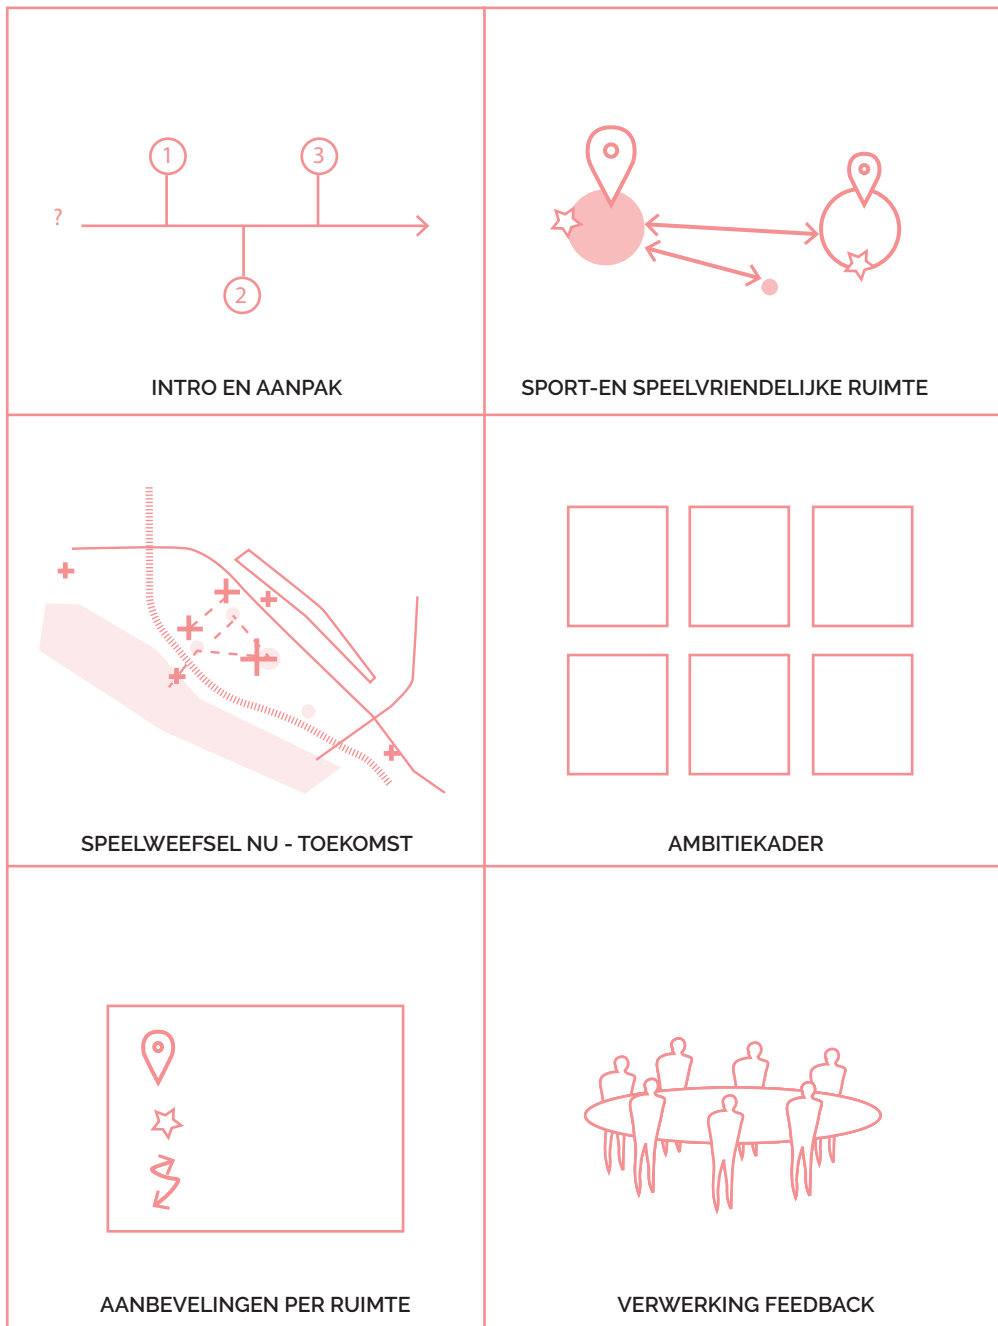 1
3
?
2
INTRO EN AANPAK
SPORT-EN SPEELVRIENDELIJKE RUIMTE
SPEELWEEFSEL NU - TOEKOMST
AMBITIEKADER
AANBEVELINGEN PER RUIMTE
VERWERKING FEEDBACK